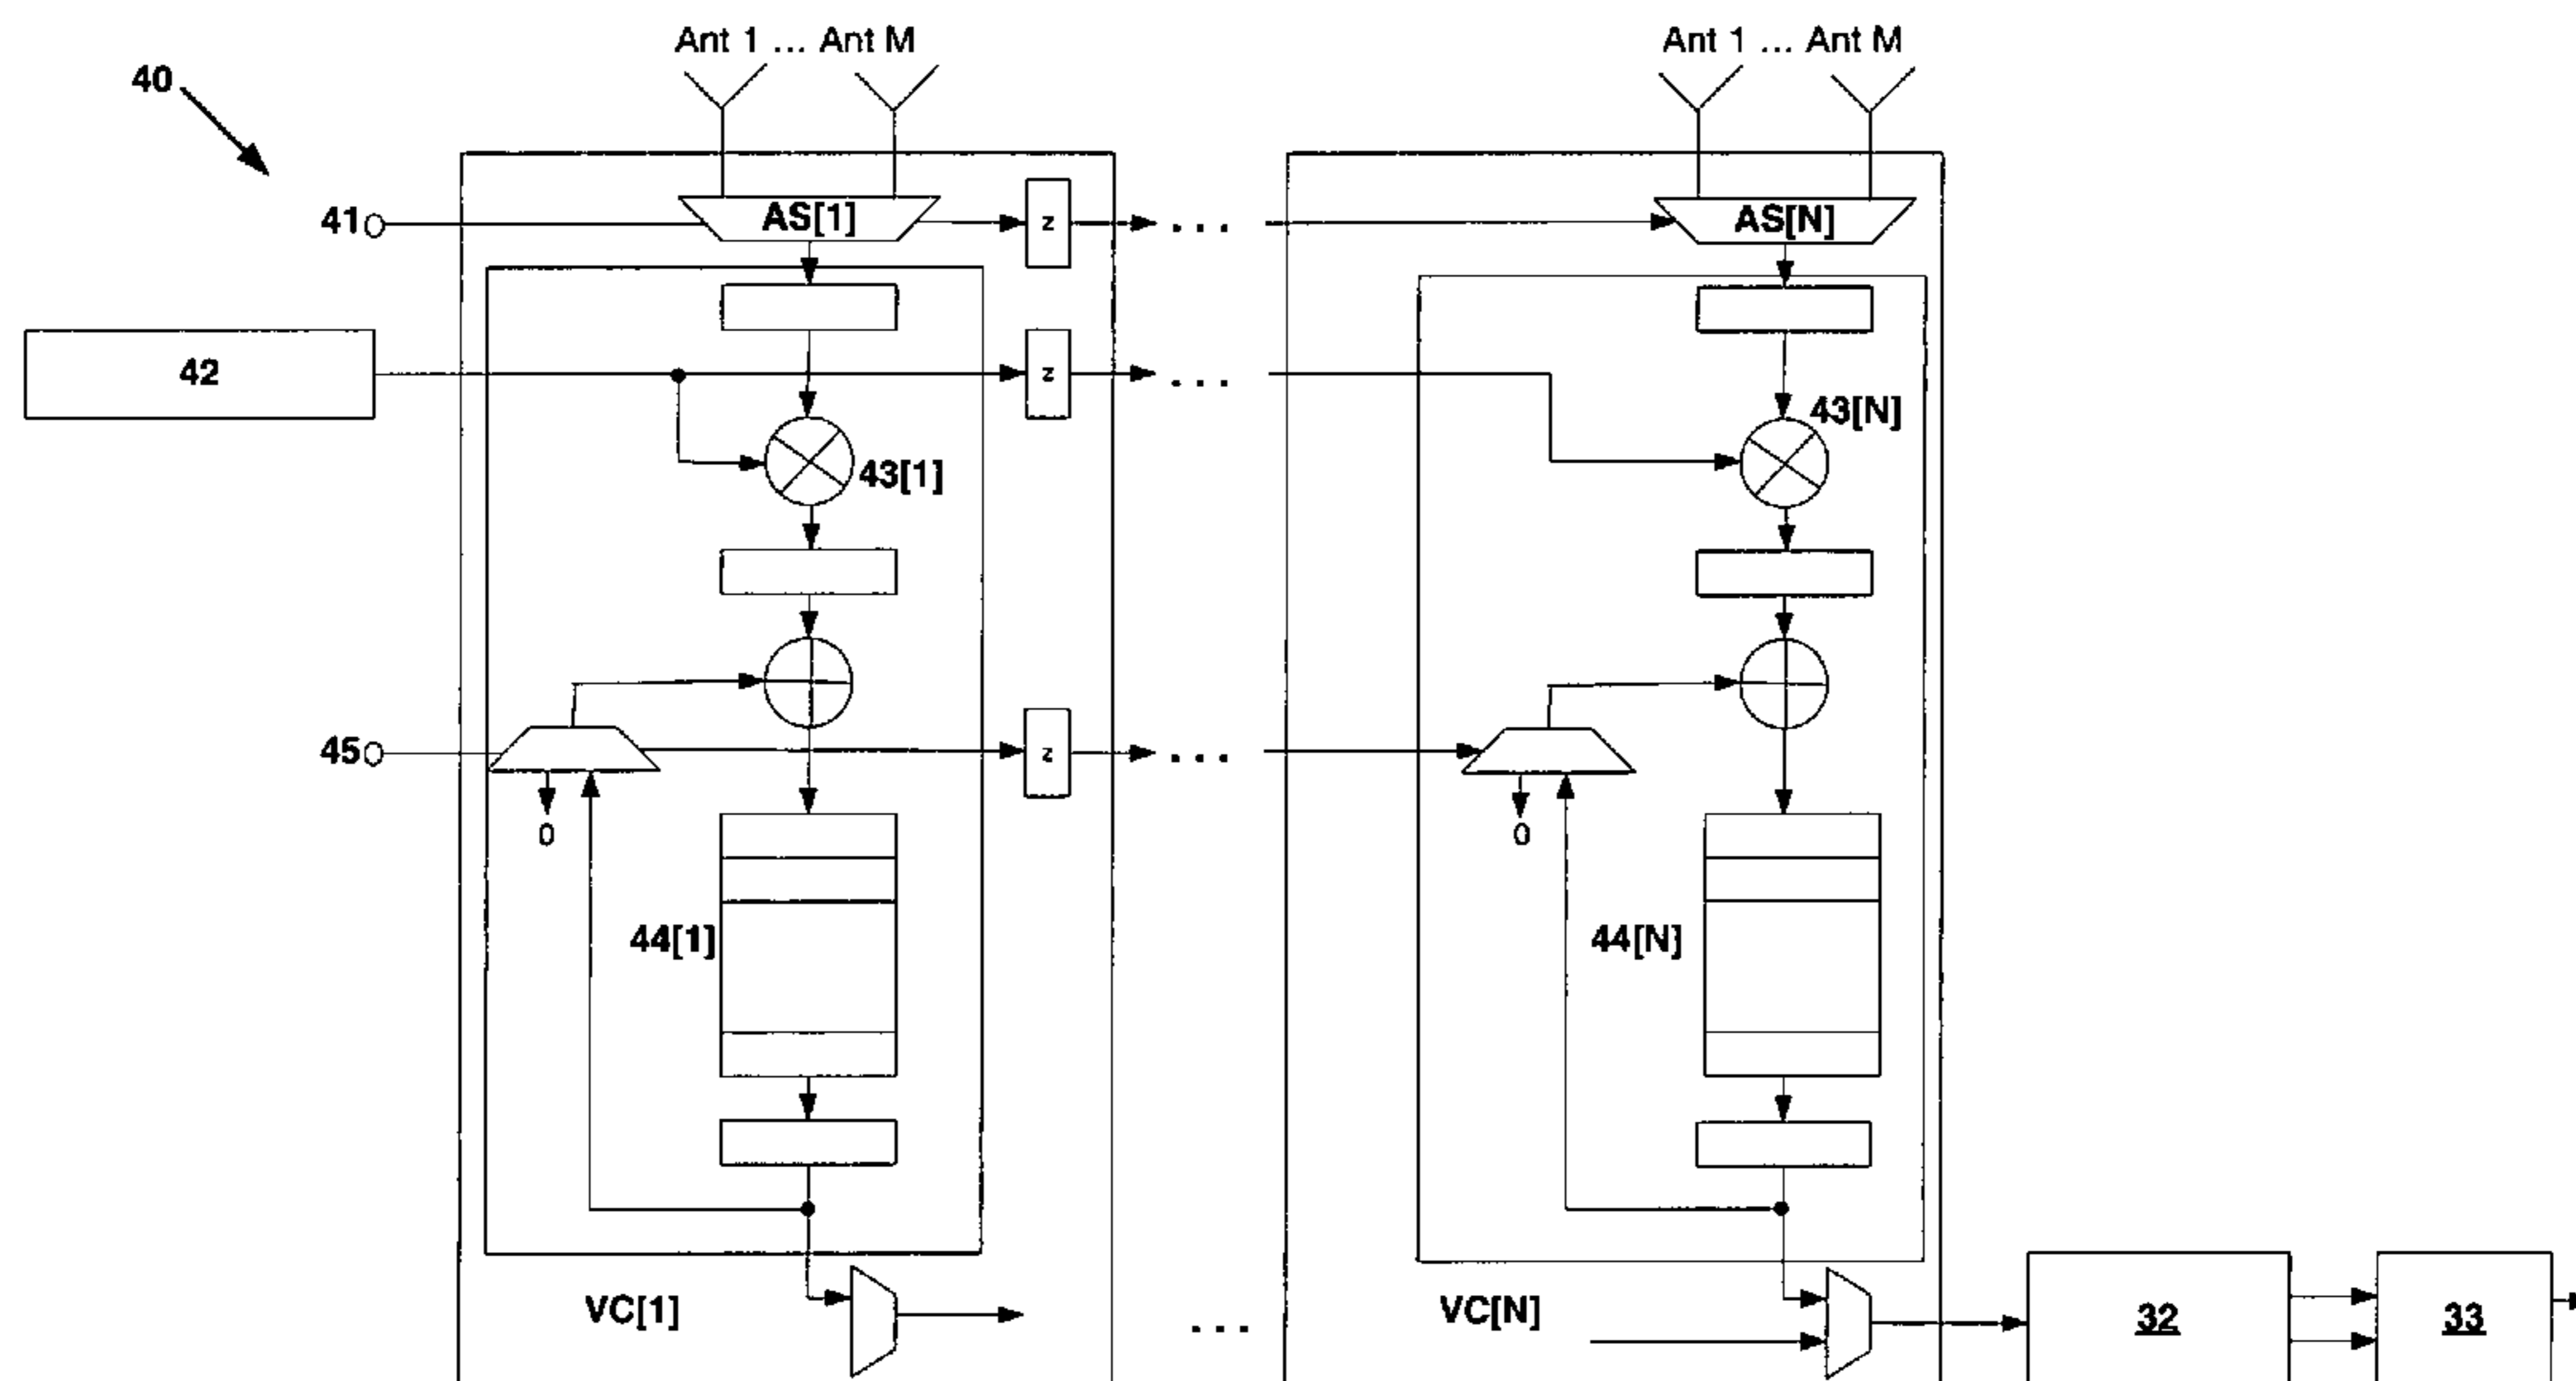 Ant 1 ... Ant M
Ant 1 ... Ant M
40
41
AS[1]
z
...
AS[N]
42
z
...
43[1]
43[N]
45
z
...
0
0
44[1]
44[N]
VC[1]
...
VC[N]
32
33